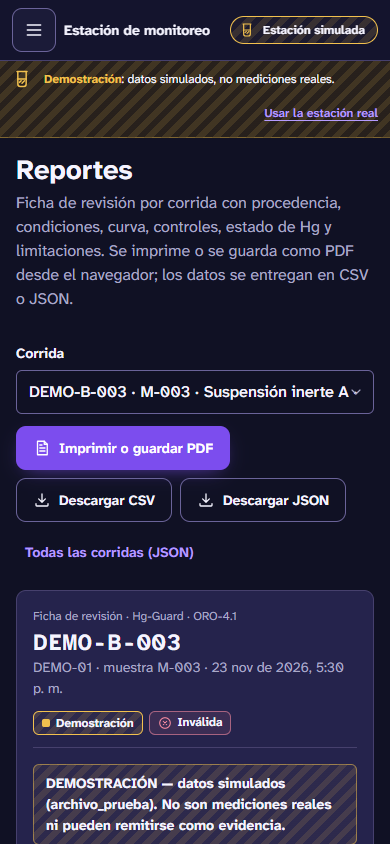 Estación de monitoreo
Estación simulada
Demostración: datos simulados, no mediciones reales.
Usar la estación real
Reportes
Ficha de revisión por corrida con procedencia,
condiciones, curva, controles, estado de Hg y
limitaciones. Se imprime o se guarda como PDF
desde el navegador; los datos se entregan en CSV
o JSON.
Corrida
DEMO-B-003 · M-003 · Suspensión inerte A
Imprimir o guardar PDF
Descargar CSV
Descargar JSON
Todas las corridas (JSON)
Ficha de revisión · Hg-Guard · ORO-4.1
DEMO-B-003
DEMO-01 · muestra M-003 · 23 nov de 2026, 5:30
p. m.
Demostración
Inválida
DEMOSTRACIÓN — datos simulados
(archivo_prueba). No son mediciones reales
ni pueden remitirse como evidencia.